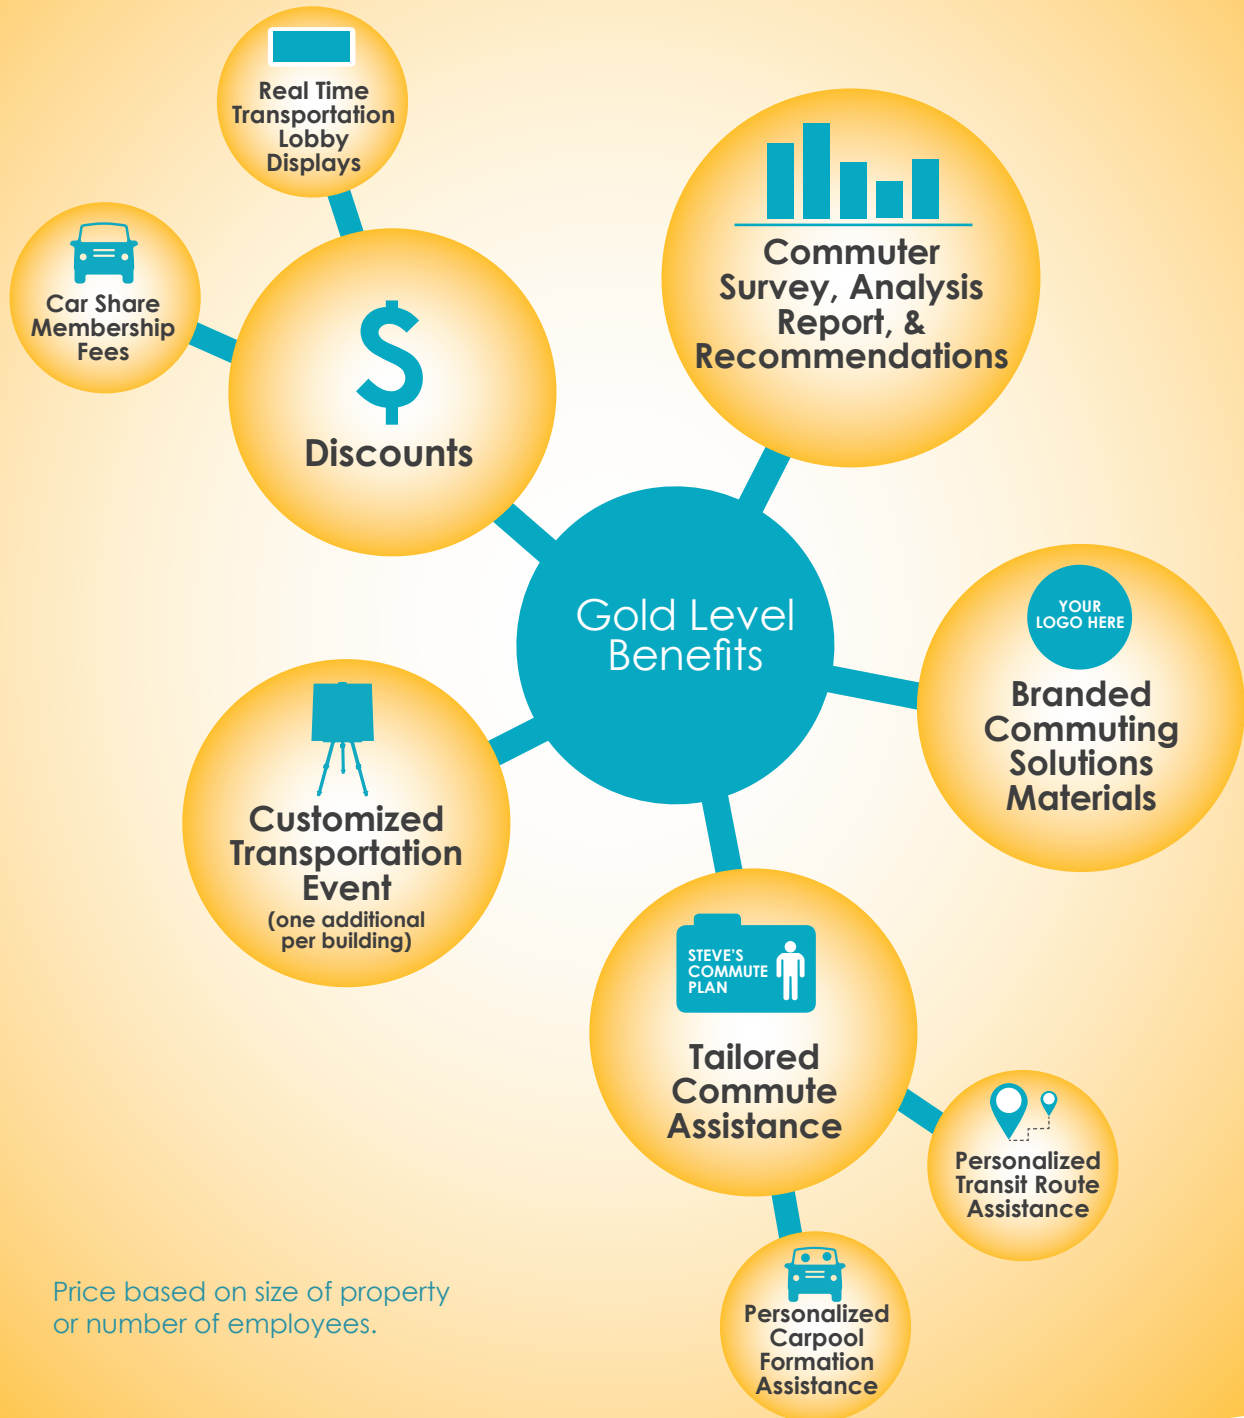 Real Time
Transportation
Lobby
Displays
Car Share
Membership
Fees
$
Discounts
Commuter
Survey, Analysis
Report, &
Recommendations
Gold Level
Benefits
YOUR
LOGO HERE
Branded
Commuting
Solutions
Materials
Customized
Transportation
Event
(one additional
per building)
STEVE'S
COMMUTE
PLAN
Tailored
Commute
Assistance
Personalized
Transit Route
Assistance
Personalized
Carpool
Formation
Assistance
Price based on size of property
or number of employees.